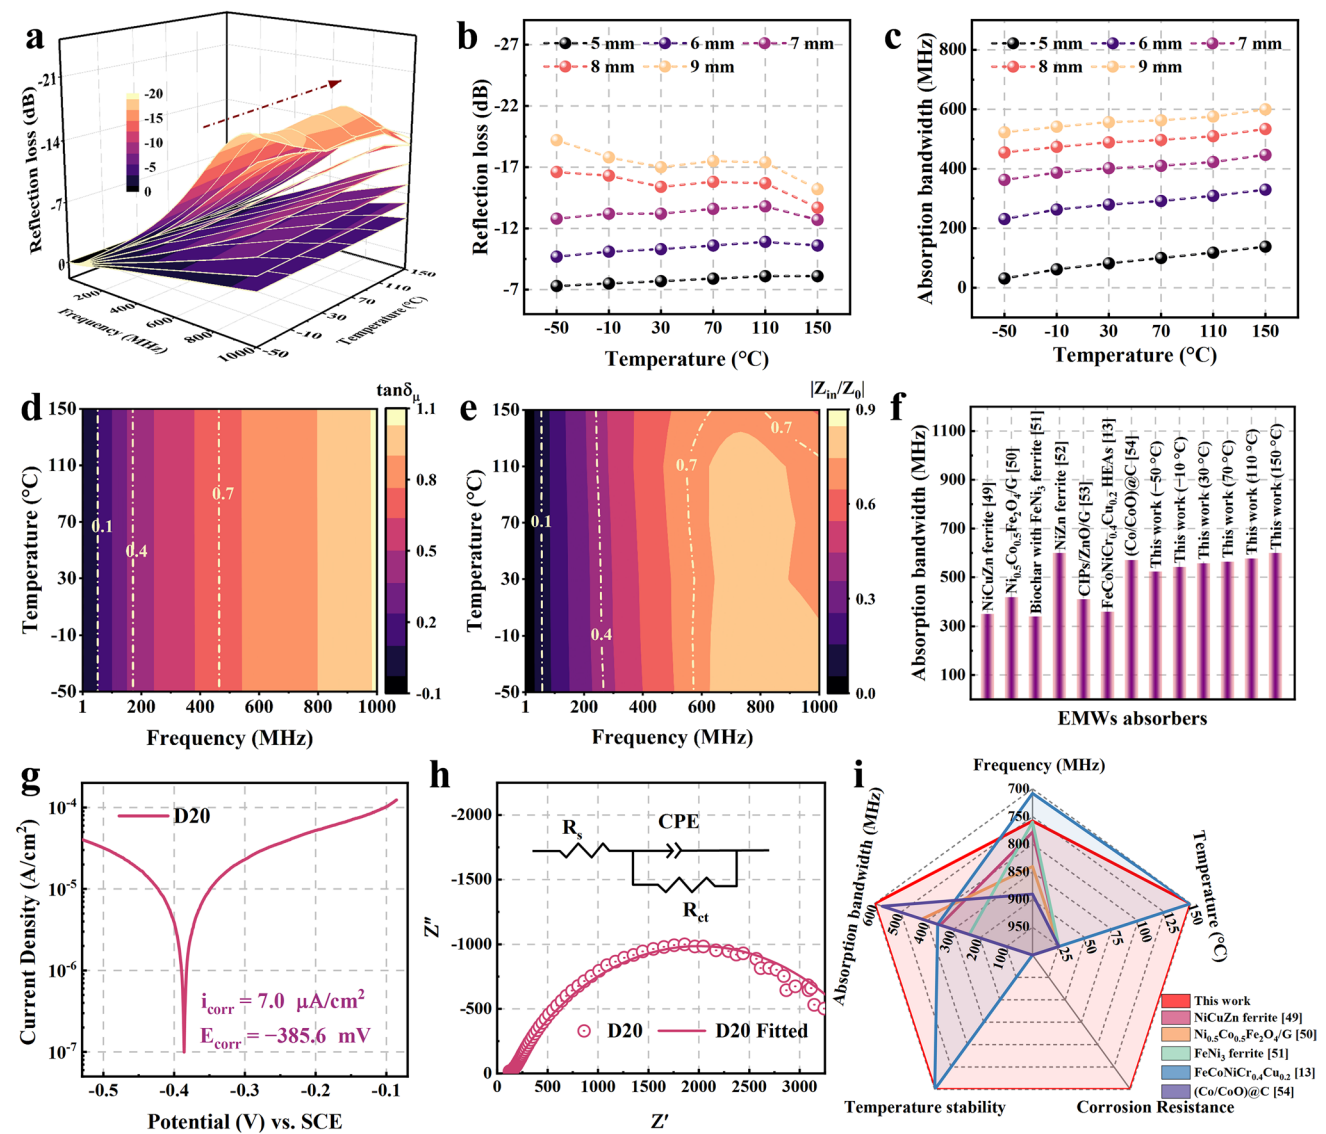 a
Reflection loss (dB)
-21
-14
-7
0
-20
-15
-10
-5
0
200
400
600
800
1000
Frequency (MHz)
-50
-10
30
70
110
150
Temperature (°C)
b
Reflection loss (dB)
-27
-22
-17
-12
-7
5 mm 6 mm 7 mm
8 mm 9 mm
-50 -10 30 70 110 150
Temperature (°C)
c
Absorption bandwidth (MHz)
800
600
400
200
0
5 mm 6 mm 7 mm
8 mm 9 mm
-50 -10 30 70 110 150
Temperature (°C)
d
tanδμ
Temperature (°C)
150
110
70
30
-10
-50
0.1
0.4
0.7
1 200 400 600 800 1000
Frequency (MHz)
1.1
0.8
0.5
0.2
-0.1
e
|Zin/Z0|
Temperature (°C)
150
110
70
30
-10
-50
0.1
0.4
0.7
0.7
1 200 400 600 800 1000
Frequency (MHz)
0.9
0.6
0.3
0.0
f
Absorption bandwidth (MHz)
1100
900
700
500
300
100
NiCuZn ferrite [49]
Ni0.5Co0.5Fe2O4/G [50]
Biochar with FeNi3 ferrite [51]
NiZn ferrite [52]
CIPs/ZnO/G [53]
FeCoNiCr0.4Cu0.2 HEAs [13]
(Co/CoO)@C [54]
This work (−50 °C)
This work (−10 °C)
This work (30 °C)
This work (70 °C)
This work (110 °C)
This work (150 °C)
EMWs absorbers
g
Current Density (A/cm²)
10⁻⁴
10⁻⁵
10⁻⁶
10⁻⁷
D20
icorr = 7.0 μA/cm²
Ecorr = −385.6 mV
-0.5 -0.4 -0.3 -0.2 -0.1
Potential (V) vs. SCE
h
Z''
-2000
-1500
-1000
-500
0
Rs
CPE
Rct
D20 D20 Fitted
0 500 1000 1500 2000 2500 3000
Z'
i
Frequency (MHz)
700
750
800
850
900
950
Temperature (°C)
150
125
100
75
50
25
Absorption bandwidth (MHz)
600
500
400
300
200
100
Temperature stability
Corrosion Resistance
This work
NiCuZn ferrite [49]
Ni0.5Co0.5Fe2O4/G [50]
FeNi3 ferrite [51]
FeCoNiCr0.4Cu0.2 [13]
(Co/CoO)@C [54]